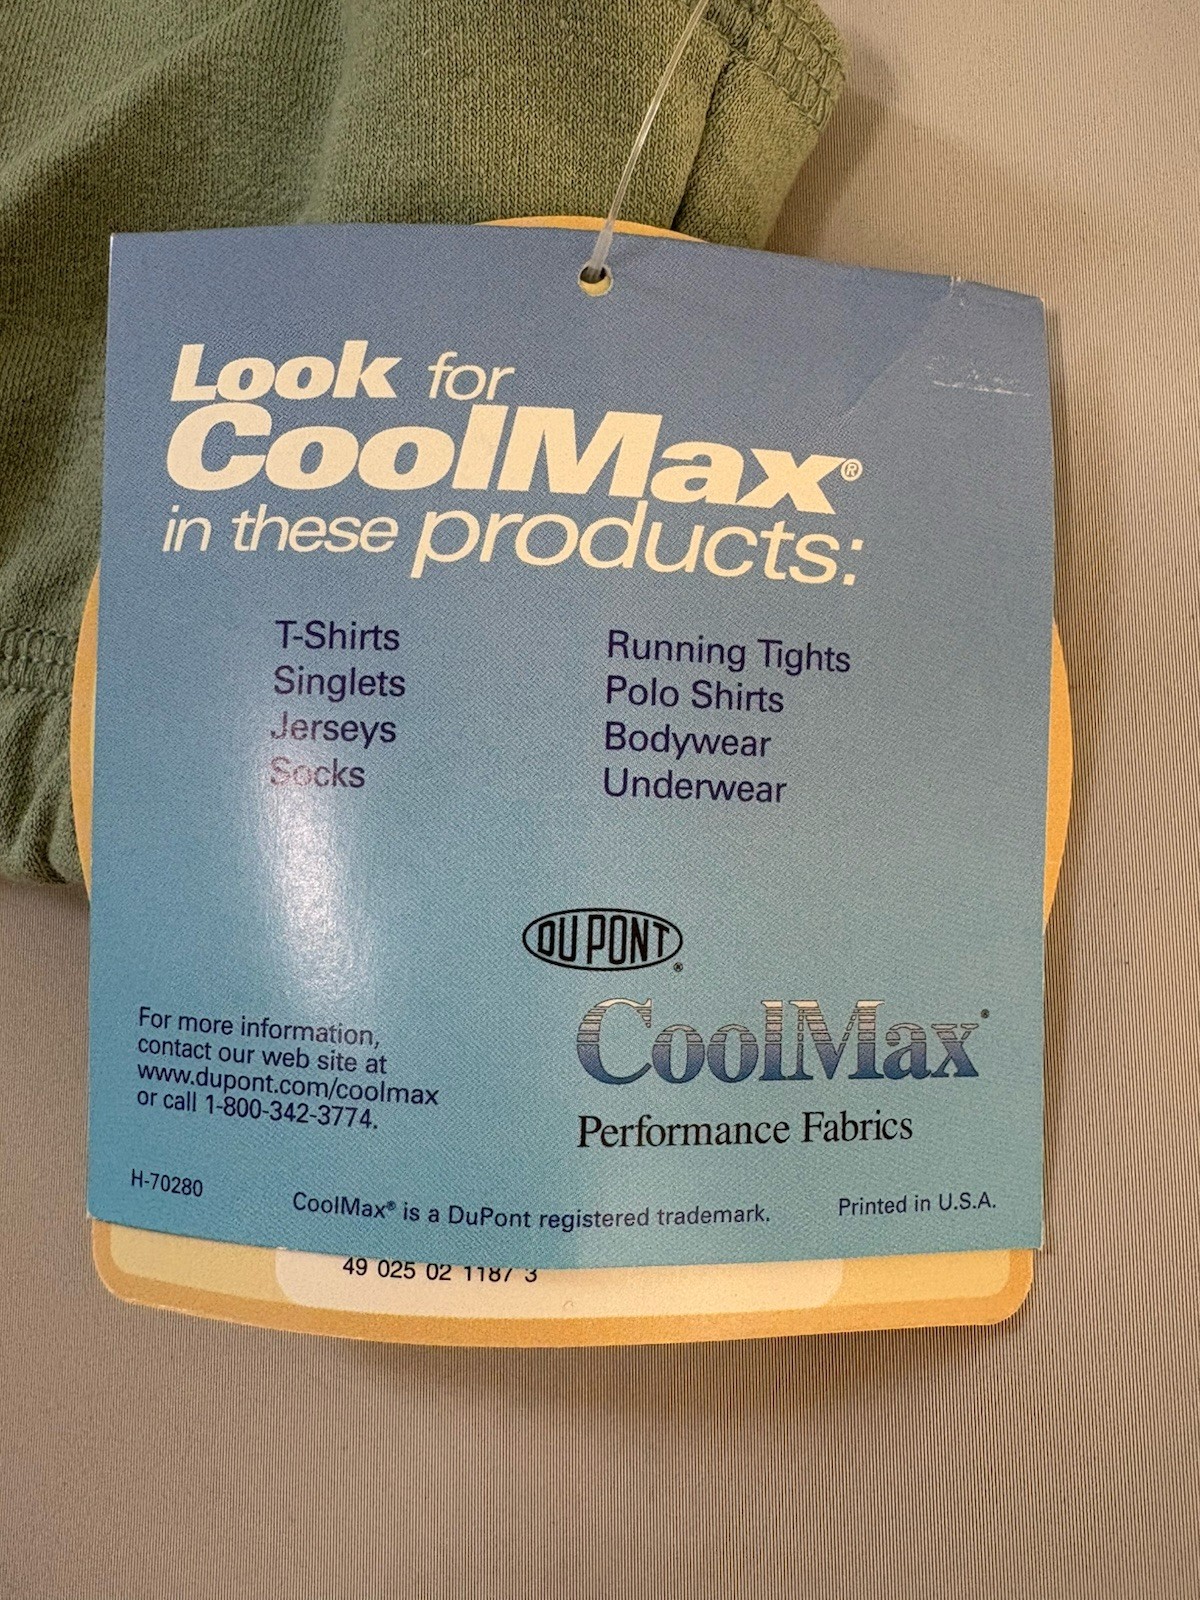 Look for
CoolMax®
in these products:
T-Shirts
Singlets
Jerseys
Socks
Running Tights
Polo Shirts
Bodywear
Underwear
DU PONT®
CoolMax®
Performance Fabrics
For more information,
contact our web site at
www.dupont.com/coolmax
or call 1-800-342-3774.
H-70280
CoolMax® is a DuPont registered trademark.
Printed in U.S.A.
49 025 02 1187 3